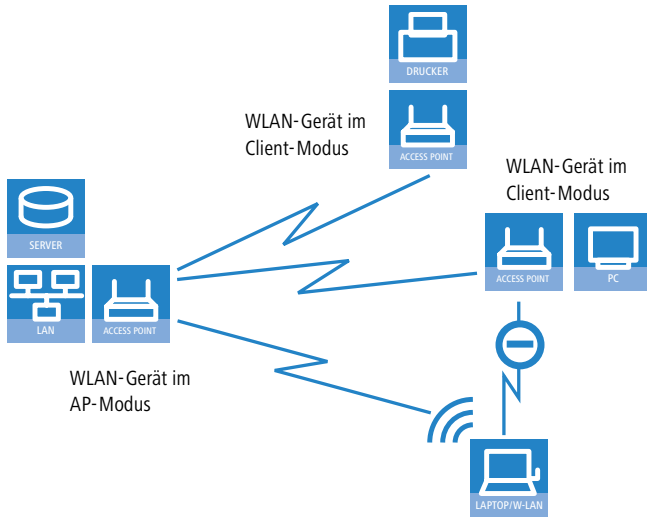 DRUCKER
WLAN-Gerät im
Client-Modus
ACCESS POINT
WLAN-Gerät im
Client-Modus
SERVER
ACCESS POINT
PC
LAN
ACCESS POINT
WLAN-Gerät im
AP-Modus
LAPTOP/W-LAN